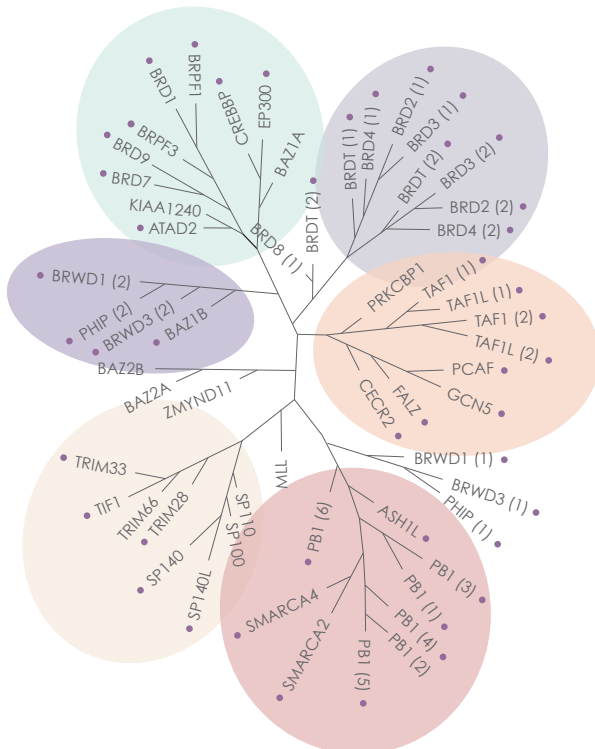 BRPF1
BRD1
CREBBP
EP300
BAZ1A
BRPF3
BRD9
BRD7
KIAA1240
ATAD2
BRD8 (1)
BRDT (2)
BRDT (1)
BRD4 (1)
BRD2 (1)
BRD3 (1)
BRDT (2)
BRD3 (2)
BRD2 (2)
BRD4 (2)
BRWD1 (2)
PHIP (2)
BRWD3 (2)
BAZ1B
PRKCBP1
TAF1 (1)
TAF1L (1)
TAF1 (2)
TAF1L (2)
PCAF
GCN5
FALZ
CECR2
BAZ2B
BAZ2A
ZMYND11
BRWD1 (1)
BRWD3 (1)
PHIP (1)
TRIM33
TIF1
TRIM66
TRIM28
SP140
SP140L
SP100
SP110
MLL
PB1 (6)
ASH1L
PB1 (3)
PB1 (1)
PB1 (4)
PB1 (2)
PB1 (5)
SMARCA4
SMARCA2